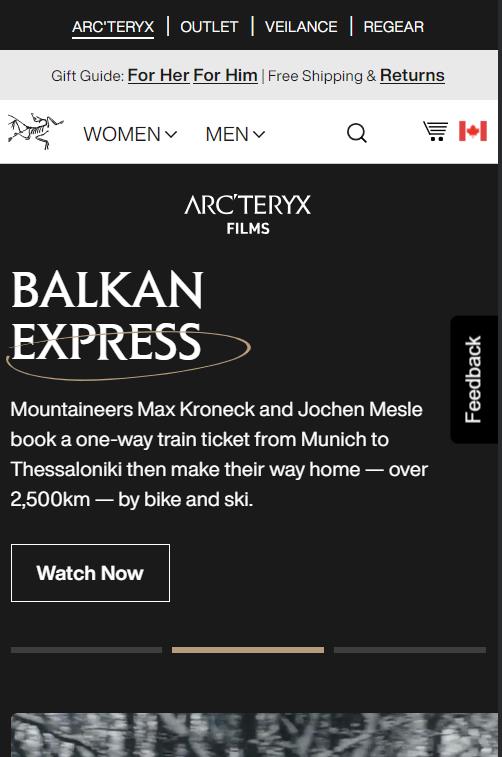 ARC'TERYX | OUTLET | VEILANCE | REGEAR
Gift Guide: For Her For Him | Free Shipping & Returns
WOMEN MEN
ARC'TERYX
FILMS
BALKAN
EXPRESS
Mountaineers Max Kroneck and Jochen Mesle
book a one-way train ticket from Munich to
Thessaloniki then make their way home — over
2,500km — by bike and ski.
Watch Now
Feedback